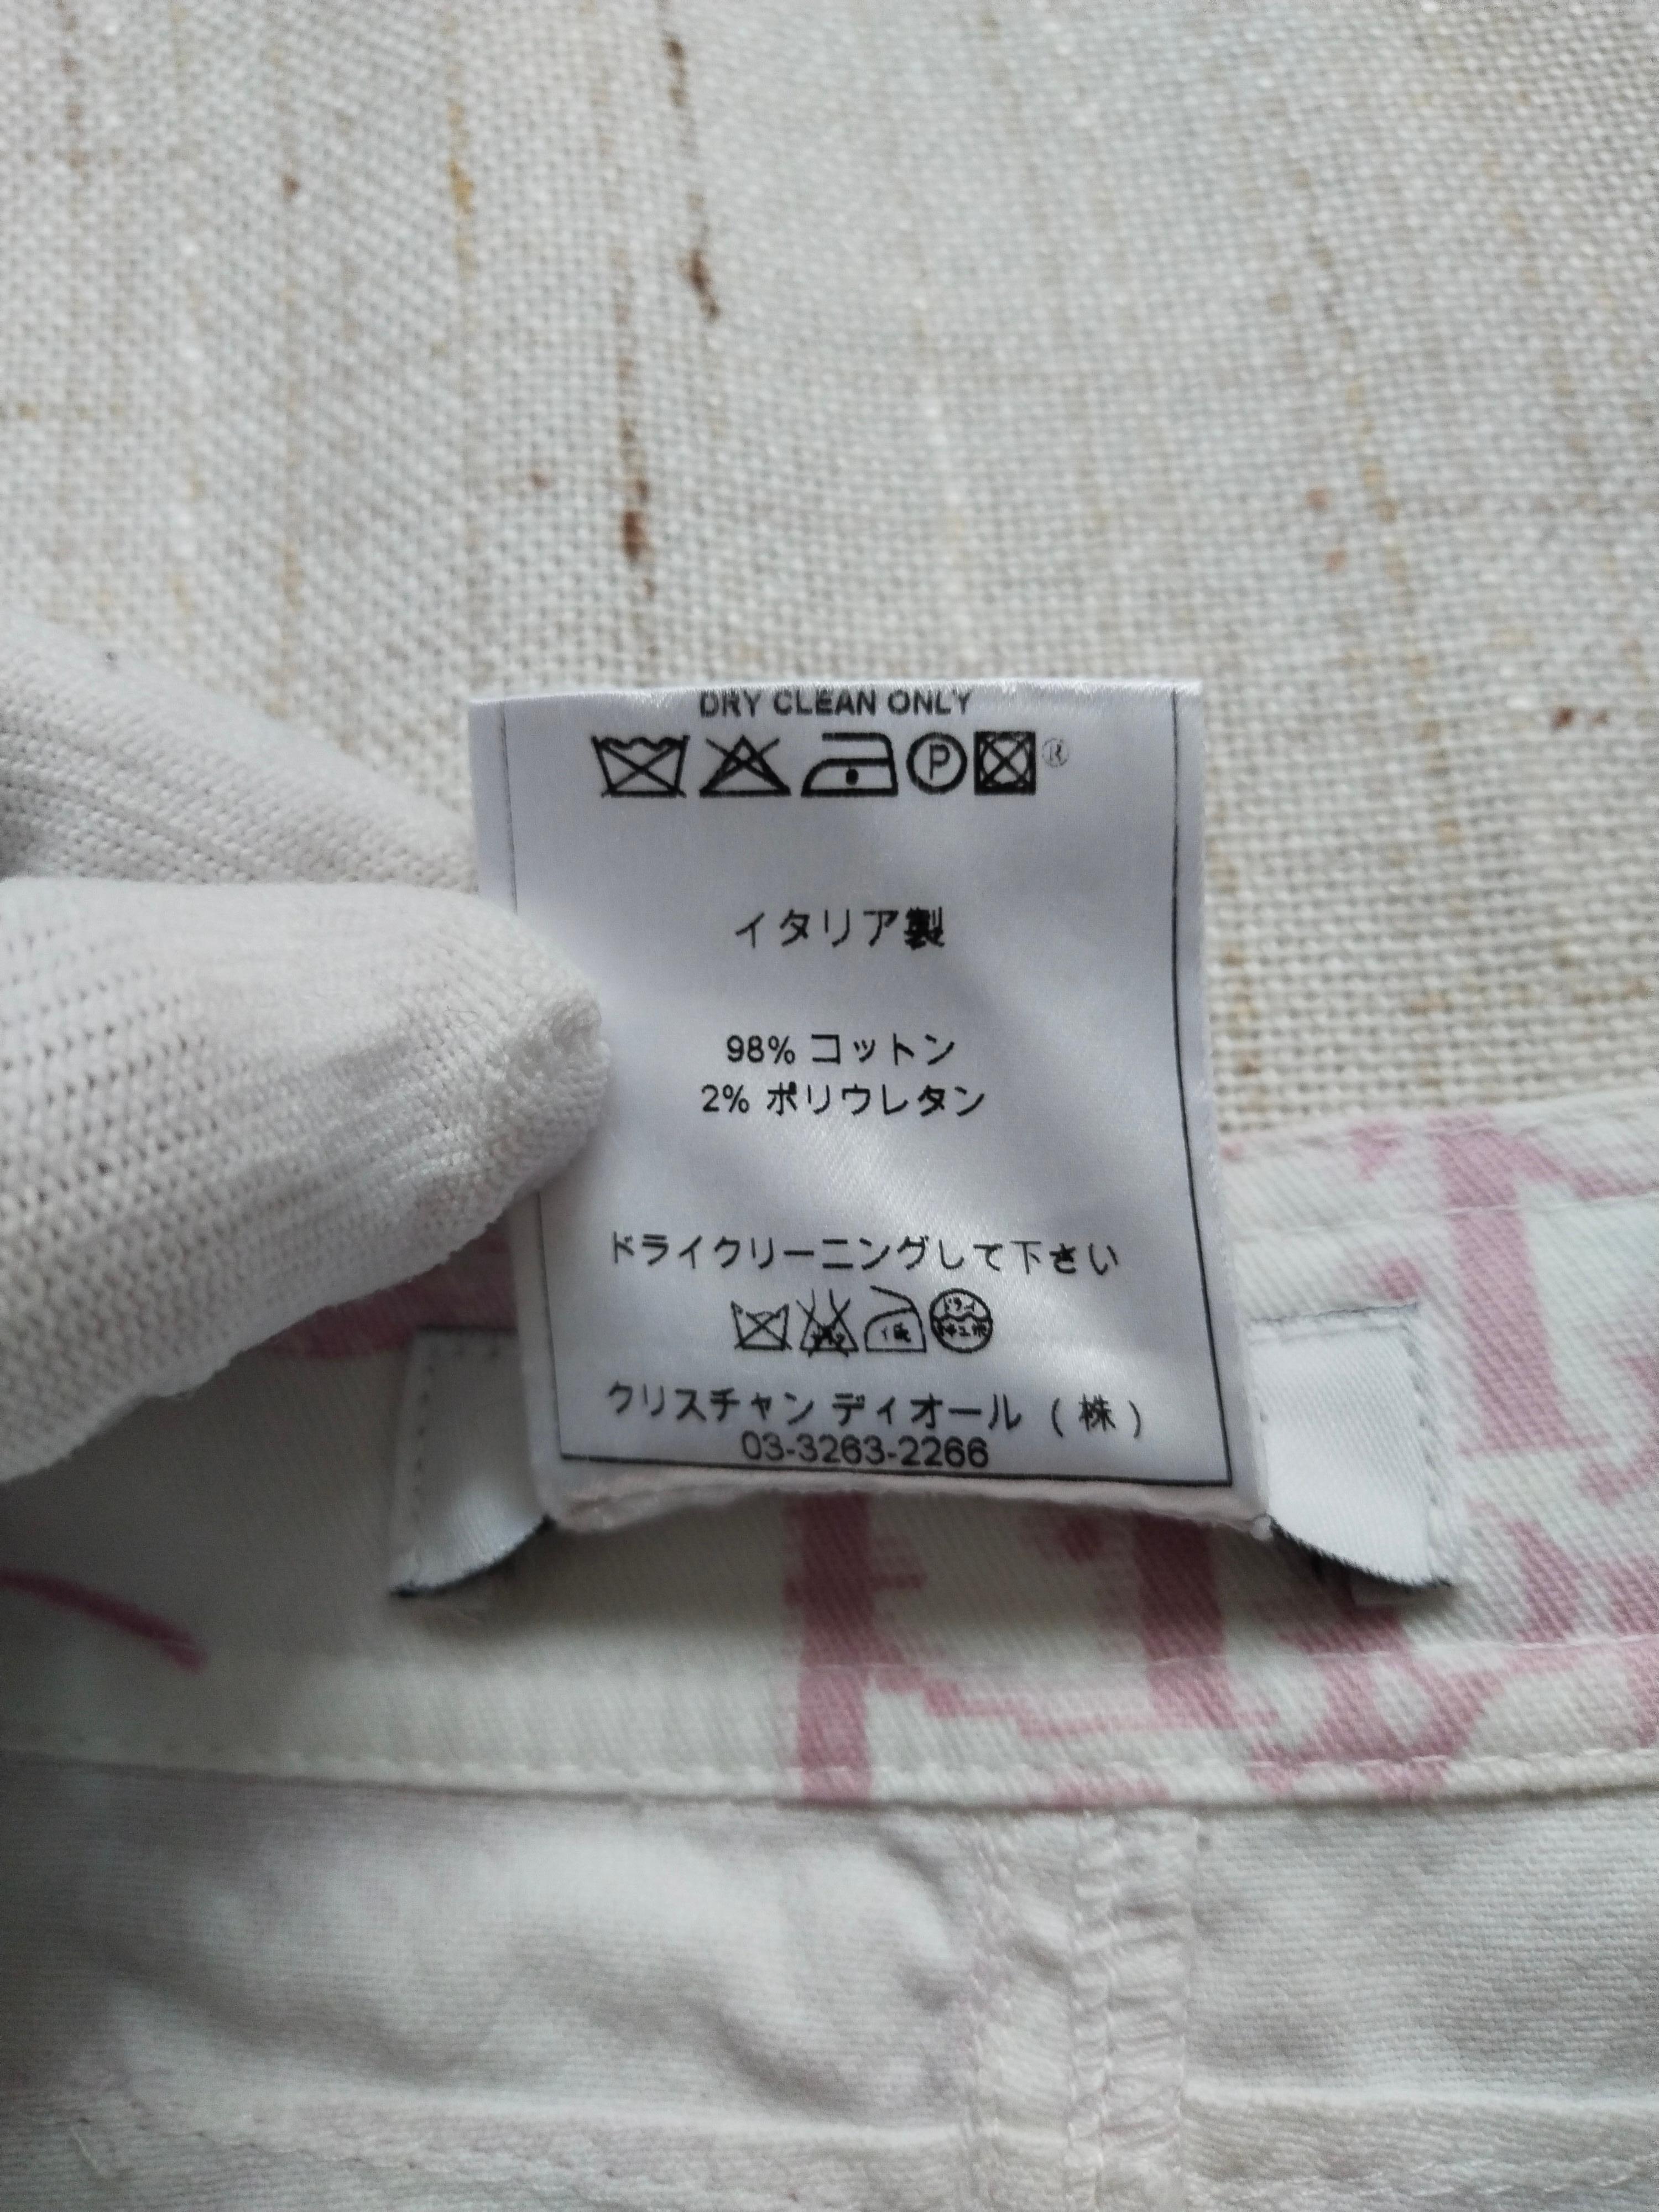 DRY CLEAN ONLY
P ®
イタリア製
98% コットン
2% ポリウレタン
ドライクリーニングして下さい
クリスチャン ディオール (株)
03-3263-2266